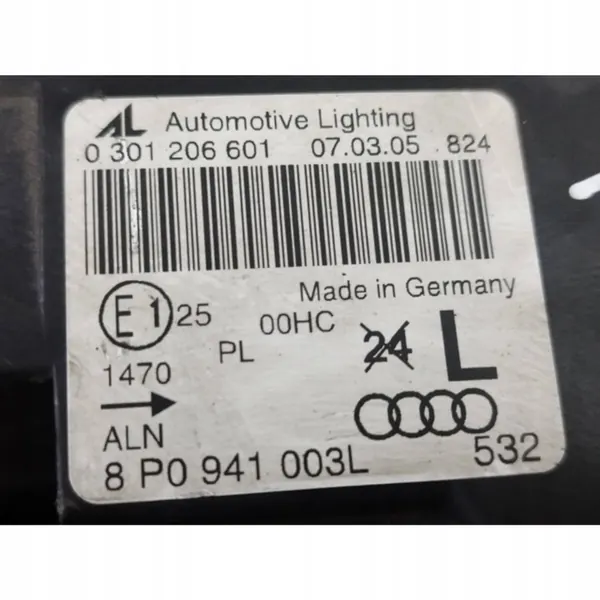 AL Automotive Lighting
0 301 206 601 07.03.05 824
Made in Germany
E1 25 00HC 24 L
PL
1470
ALN
8 P0 941 003L 532